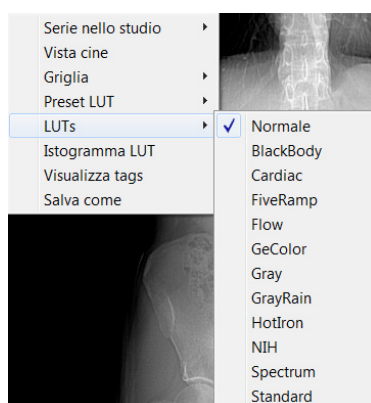 Serie nello studio
Vista cine
Griglia
Preset LUT
LUTs
Istogramma LUT
Visualizza tags
Salva come
Normale
BlackBody
Cardiac
FiveRamp
Flow
GeColor
Gray
GrayRain
HotIron
NIH
Spectrum
Standard